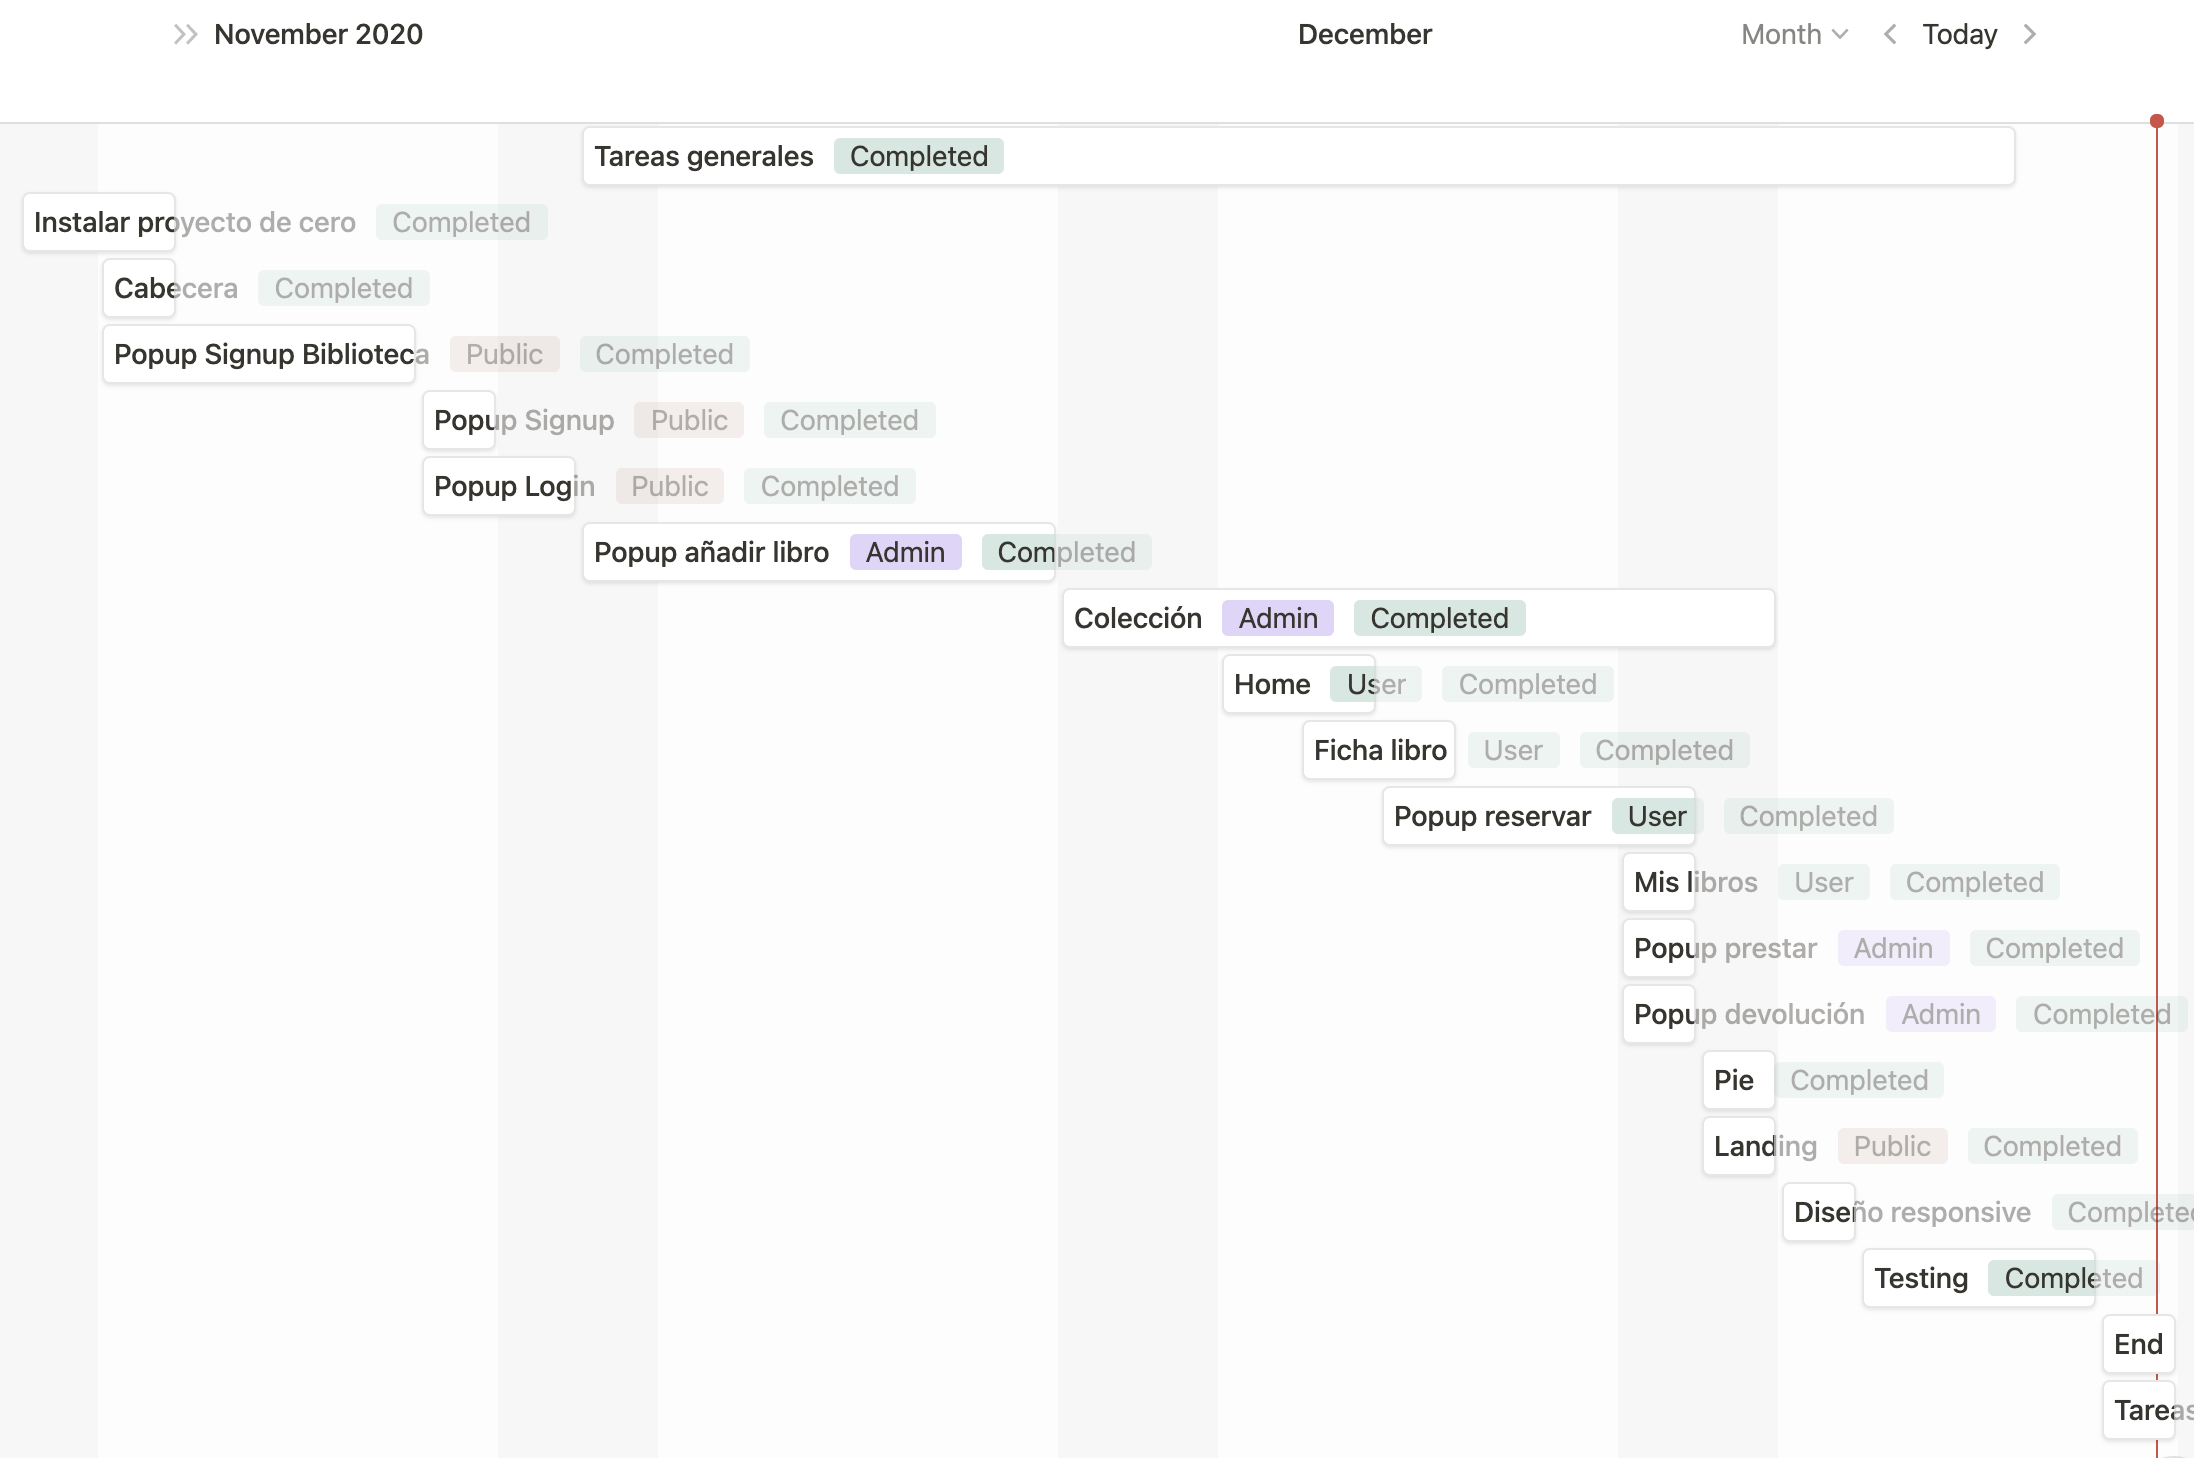 November 2020 December Month Today
Tareas generales Completed
Instalar proyecto de cero Completed
Cabecera Completed
Popup Signup Biblioteca Public Completed
Popup Signup Public Completed
Popup Login Public Completed
Popup añadir libro Admin Completed
Colección Admin Completed
Home User Completed
Ficha libro User Completed
Popup reservar User Completed
Mis libros User Completed
Popup prestar Admin Completed
Popup devolución Admin Completed
Pie Completed
Landing Public Completed
Diseño responsive Completed
Testing Completed
End
Tareas